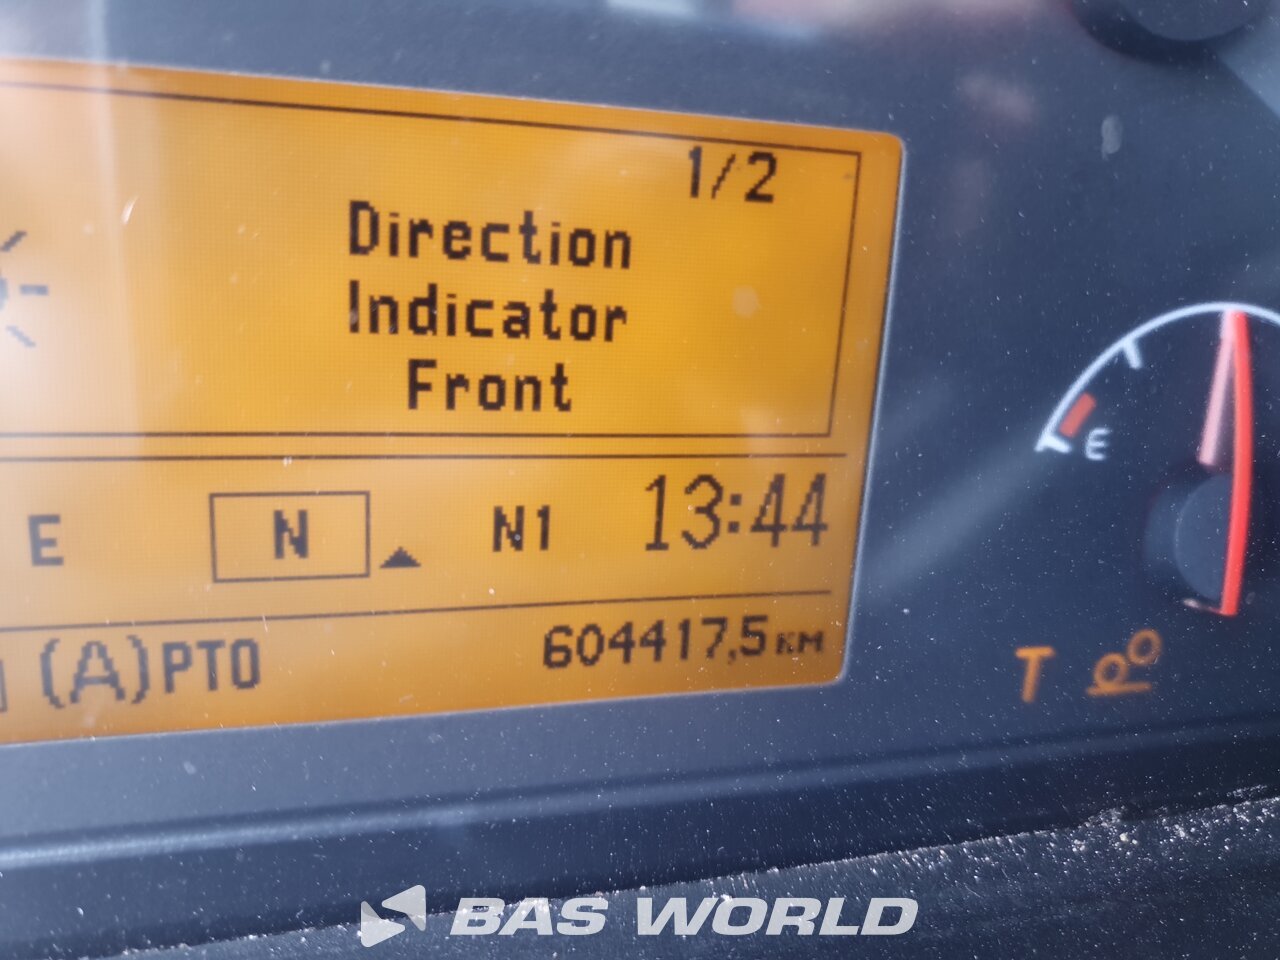 1/2
Direction
Indicator
Front
E N N1 13:44
(A) PTO 604417,5 KM
E
T
BAS WORLD